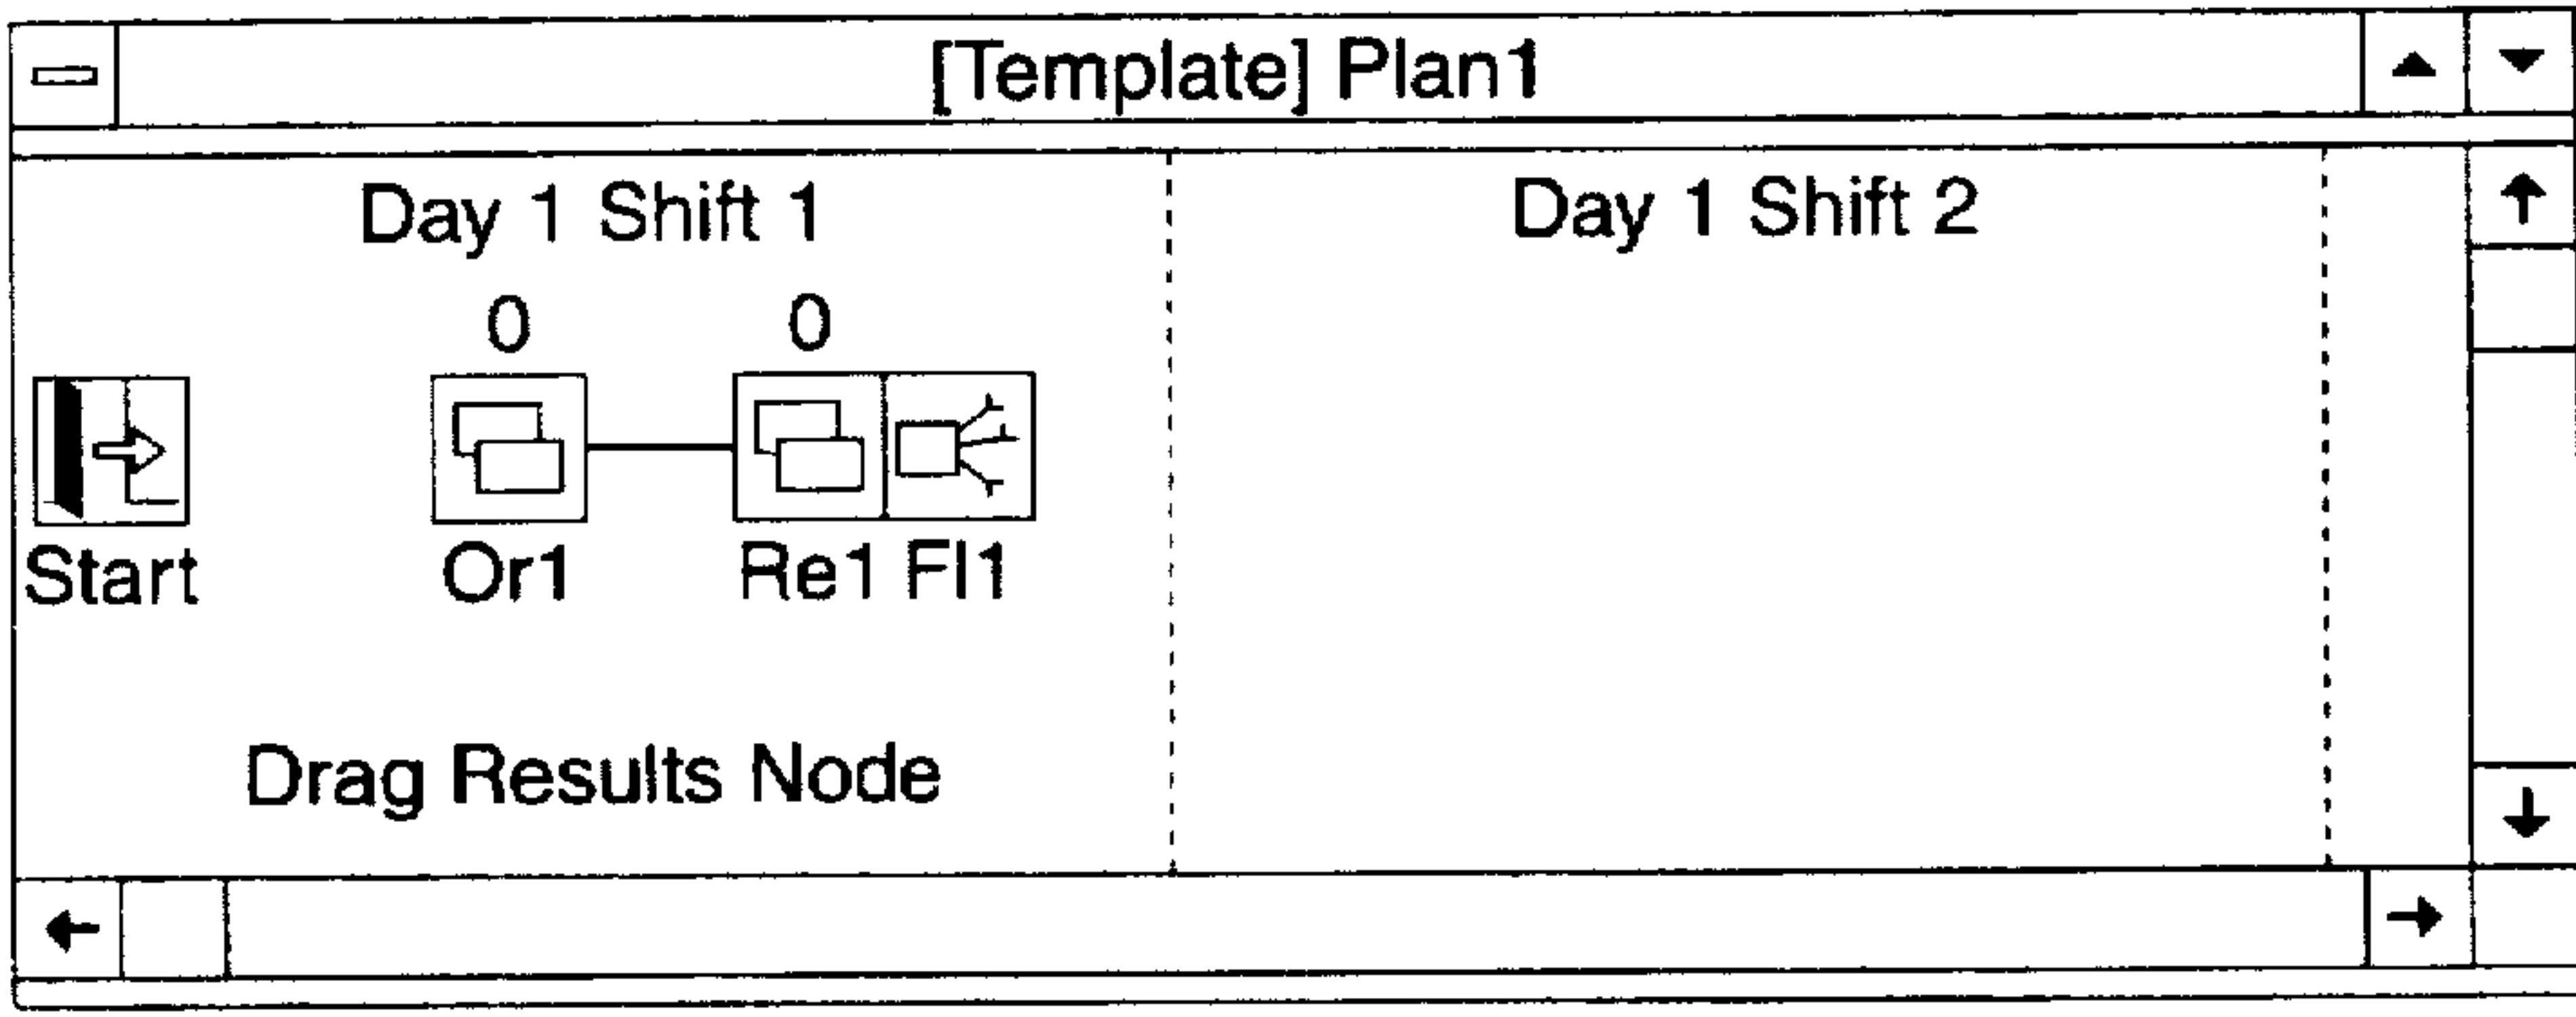 [Template] Plan1
Day 1 Shift 1 Day 1 Shift 2
0 0
Start Or1 Re1 Fl1
Drag Results Node